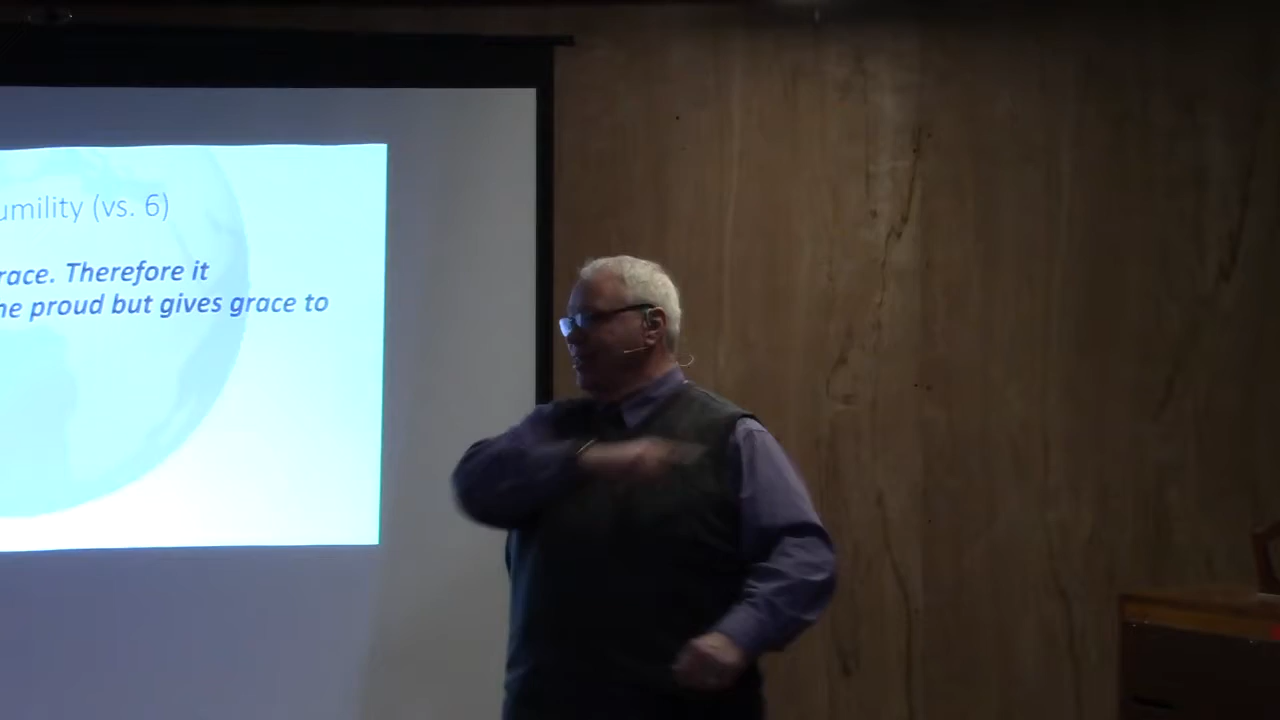 umility (vs. 6)
race. Therefore it
he proud but gives grace to